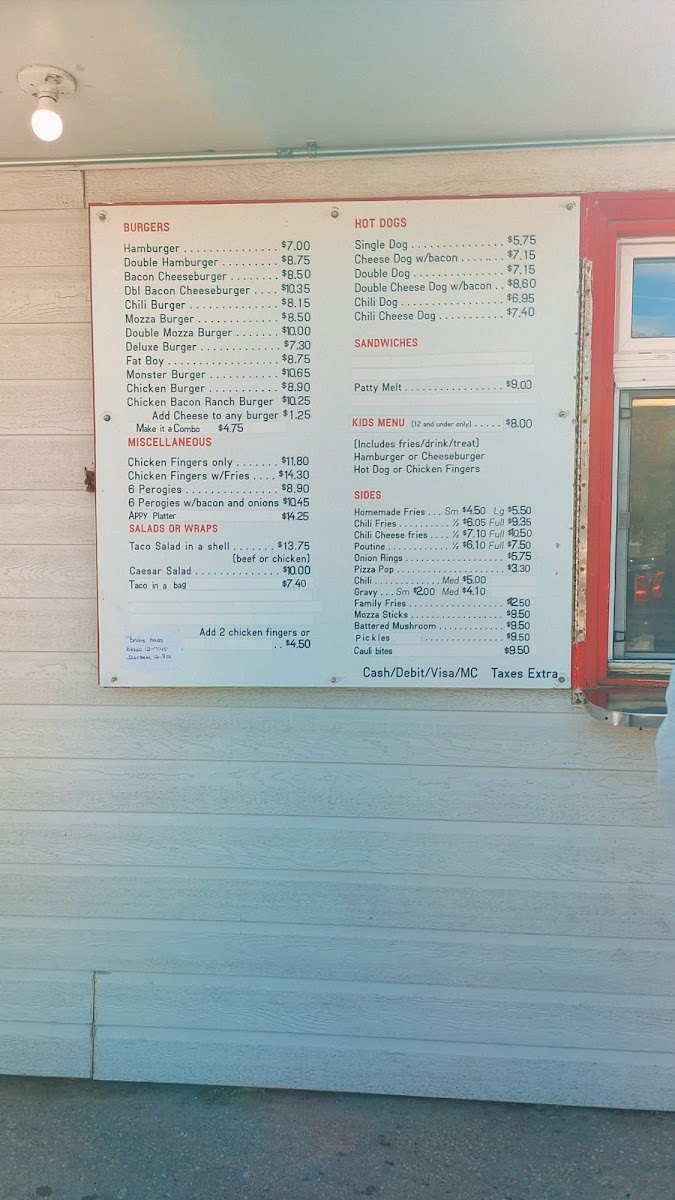 BURGERS
Hamburger . . . . . . . . . . . . . . . $7.00
Double Hamburger . . . . . . . . $8.75
Bacon Cheeseburger . . . . . . . $8.50
Dbl Bacon Cheeseburger . . . . $10.35
Chili Burger . . . . . . . . . . . . . . $8.15
Mozza Burger . . . . . . . . . . . . $8.50
Double Mozza Burger . . . . . . $10.00
Deluxe Burger . . . . . . . . . . . . $7.30
Fat Boy . . . . . . . . . . . . . . . . . $8.75
Monster Burger . . . . . . . . . . . $10.65
Chicken Burger . . . . . . . . . . . $8.90
Chicken Bacon Ranch Burger $10.25
Add Cheese to any burger $1.25
Make it a Combo $4.75
MISCELLANEOUS
Chicken Fingers only . . . . . . . $11.80
Chicken Fingers w/Fries . . . . $14.30
6 Perogies . . . . . . . . . . . . . . . $8.90
6 Perogies w/bacon and onions $10.45
Appy Platter $14.25
SALADS OR WRAPS
Taco Salad in a shell . . . . . . . $13.75
(beef or chicken)
Caesar Salad . . . . . . . . . . . . . $10.00
Taco in a bag $7.40
Add 2 chicken fingers or
. . $4.50
HOT DOGS
Single Dog . . . . . . . . . . . . . . . $5.75
Cheese Dog w/bacon . . . . . . . $7.15
Double Dog . . . . . . . . . . . . . . $7.15
Double Cheese Dog w/bacon . . $8.60
Chili Dog . . . . . . . . . . . . . . . . $6.95
Chili Cheese Dog . . . . . . . . . . $7.40
SANDWICHES
Patty Melt . . . . . . . . . . . . . . . . $9.00
KIDS MENU (12 and under only) . . . . . $8.00
(Includes fries/drink/treat)
Hamburger or Cheeseburger
Hot Dog or Chicken Fingers
SIDES
Homemade Fries . . . Sm $4.50 Lg $5.50
Chili Fries . . . . . . . . . ½ $6.05 Full $9.35
Chili Cheese fries . . . . ½ $7.10 Full $10.50
Poutine . . . . . . . . . . . ½ $6.10 Full $7.50
Onion Rings . . . . . . . . . . . . . . . . . $5.75
Pizza Pop . . . . . . . . . . . . . . . . . . . $3.30
Chili . . . . . . . . . . . . . Med $5.00
Gravy . . . Sm $2.00 Med $4.10
Family Fries . . . . . . . . . . . . . . . . . $12.50
Mozza Sticks . . . . . . . . . . . . . . . . $9.50
Battered Mushroom . . . . . . . . . . . $9.50
Pickles . . . . . . . . . . . . . . $9.50
Cauli bites $9.50
Cash/Debit/Visa/MC Taxes Extra